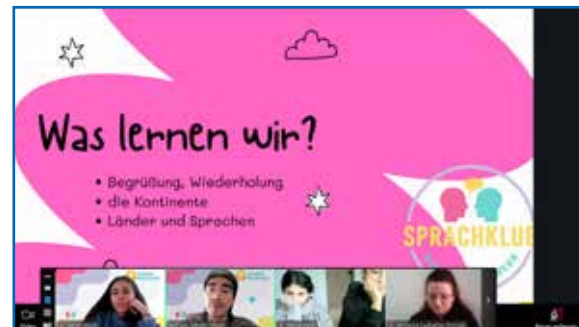 Was lernen wir?
• Begrüßung, Wiederholung
• die Kontinente
• Länder und Sprachen
SPRACHKLUB